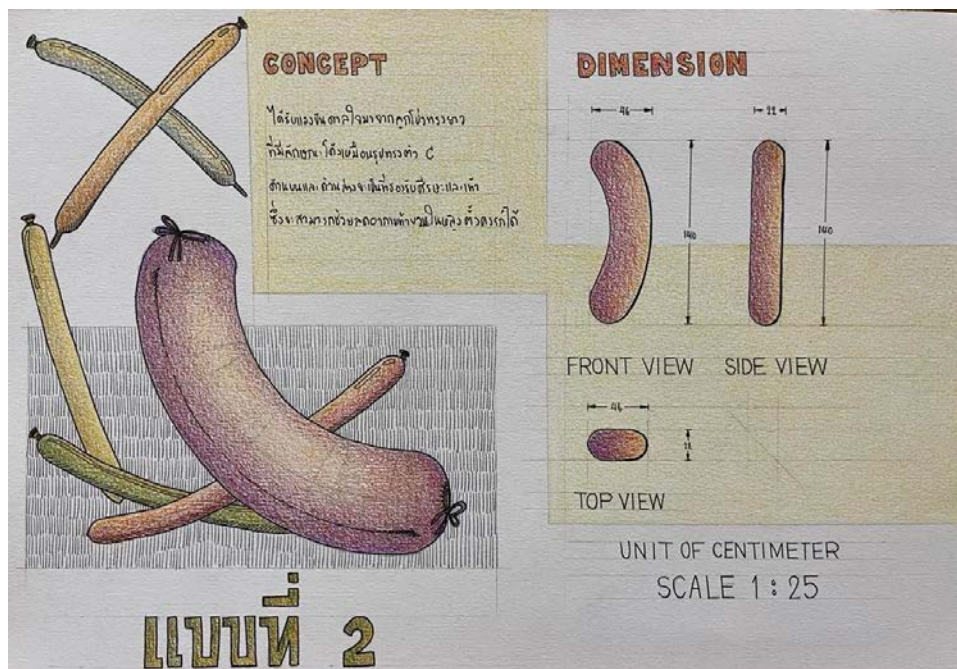 CONCEPT
ได้รับแรงบันดาลใจมาจากลูกโป่งทรงยาว
ที่มีลักษณะโค้งเหมือนรูปทรงตัว C
ด้านบนและด้านล่างจะเป็นที่รองรับศีรษะและเท้า
ซึ่งจะสามารถช่วยลดอาการเท้าบวมในหญิงตั้งครรภ์ได้
DIMENSION
46
22
140
140
FRONT VIEW
SIDE VIEW
46
22
TOP VIEW
UNIT OF CENTIMETER
SCALE 1:25
แบบที่ 2